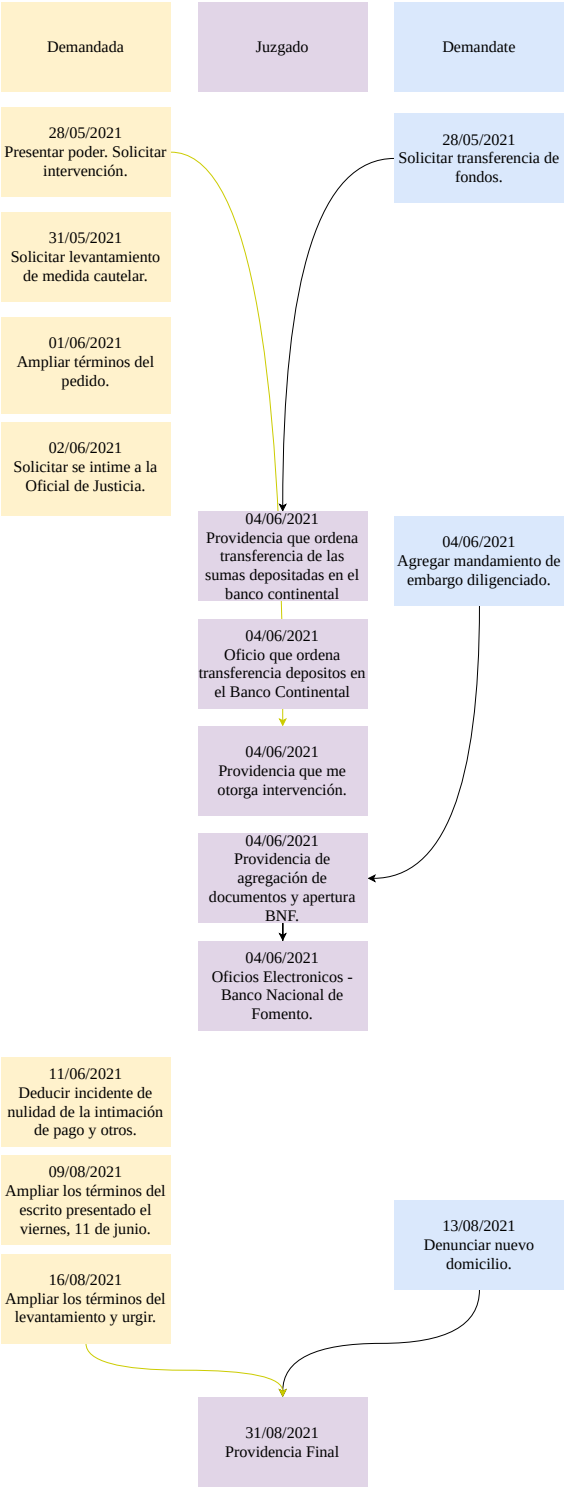 Demandada
Juzgado
Demandate
28/05/2021
Presentar poder. Solicitar
intervención.
28/05/2021
Solicitar transferencia de
fondos.
31/05/2021
Solicitar levantamiento
de medida cautelar.
01/06/2021
Ampliar términos del
pedido.
02/06/2021
Solicitar se intime a la
Oficial de Justicia.
04/06/2021
Providencia que ordena
transferencia de las
sumas depositadas en el
banco continental
04/06/2021
Agregar mandamiento de
embargo diligenciado.
04/06/2021
Oficio que ordena
transferencia depositos en
el Banco Continental
04/06/2021
Providencia que me
otorga intervención.
04/06/2021
Providencia de
agregación de
documentos y apertura
BNF.
04/06/2021
Oficios Electronicos -
Banco Nacional de
Fomento.
11/06/2021
Deducir incidente de
nulidad de la intimación
de pago y otros.
09/08/2021
Ampliar los términos del
escrito presentado el
viernes, 11 de junio.
13/08/2021
Denunciar nuevo
domicilio.
16/08/2021
Ampliar los términos del
levantamiento y urgir.
31/08/2021
Providencia Final